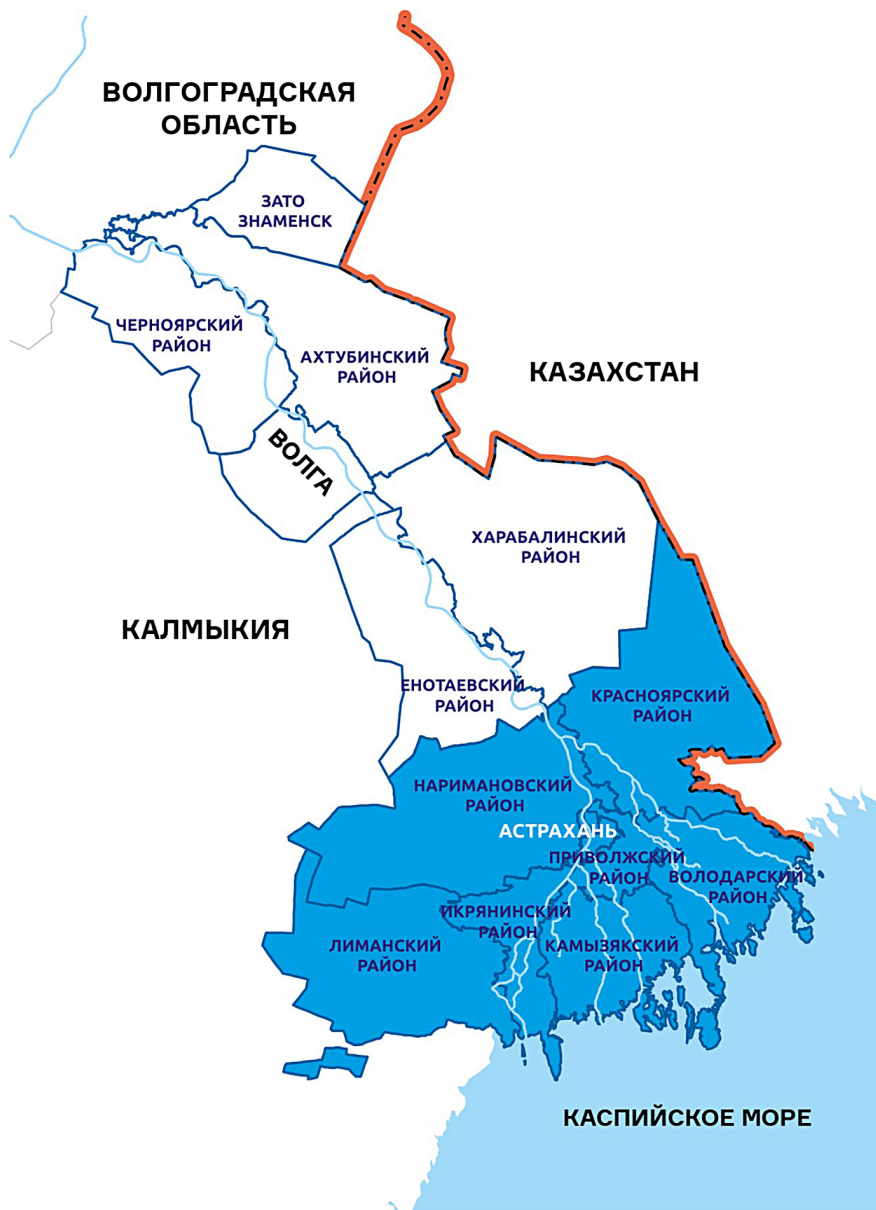 ВОЛГОГРАДСКАЯ
ОБЛАСТЬ
ЗАТО
ЗНАМЕНСК
ЧЕРНОЯРСКИЙ
РАЙОН
АХТУБИНСКИЙ
РАЙОН
КАЗАХСТАН
ВОЛГА
ХАРАБАЛИНСКИЙ
РАЙОН
КАЛМЫКИЯ
ЕНОТАЕВСКИЙ
РАЙОН
КРАСНОЯРСКИЙ
РАЙОН
НАРИМАНОВСКИЙ
РАЙОН
АСТРАХАНЬ
ПРИВОЛЖСКИЙ
РАЙОН
ВОЛОДАРСКИЙ
РАЙОН
ИКРЯНИНСКИЙ
РАЙОН
ЛИМАНСКИЙ
РАЙОН
КАМЫЗЯКСКИЙ
РАЙОН
КАСПИЙСКОЕ МОРЕ